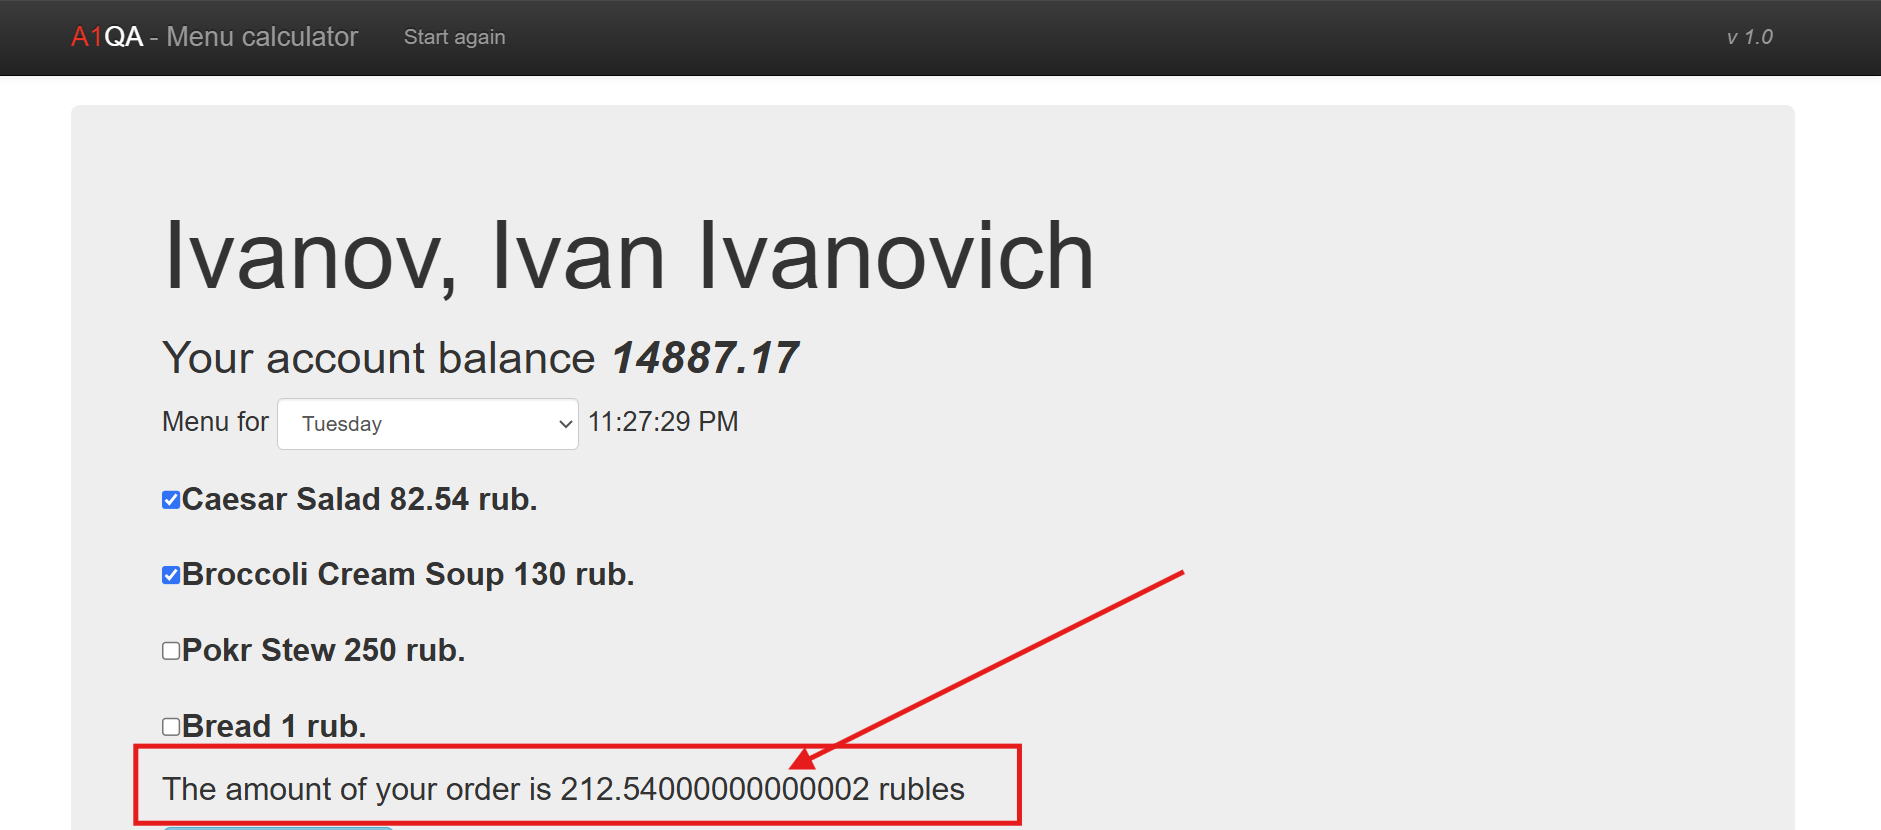 A1QA - Menu calculator Start again v 1.0
Ivanov, Ivan Ivanovich
Your account balance 14887.17
Menu for Tuesday 11:27:29 PM
Caesar Salad 82.54 rub.
Broccoli Cream Soup 130 rub.
Pokr Stew 250 rub.
Bread 1 rub.
The amount of your order is 212.54000000000002 rubles